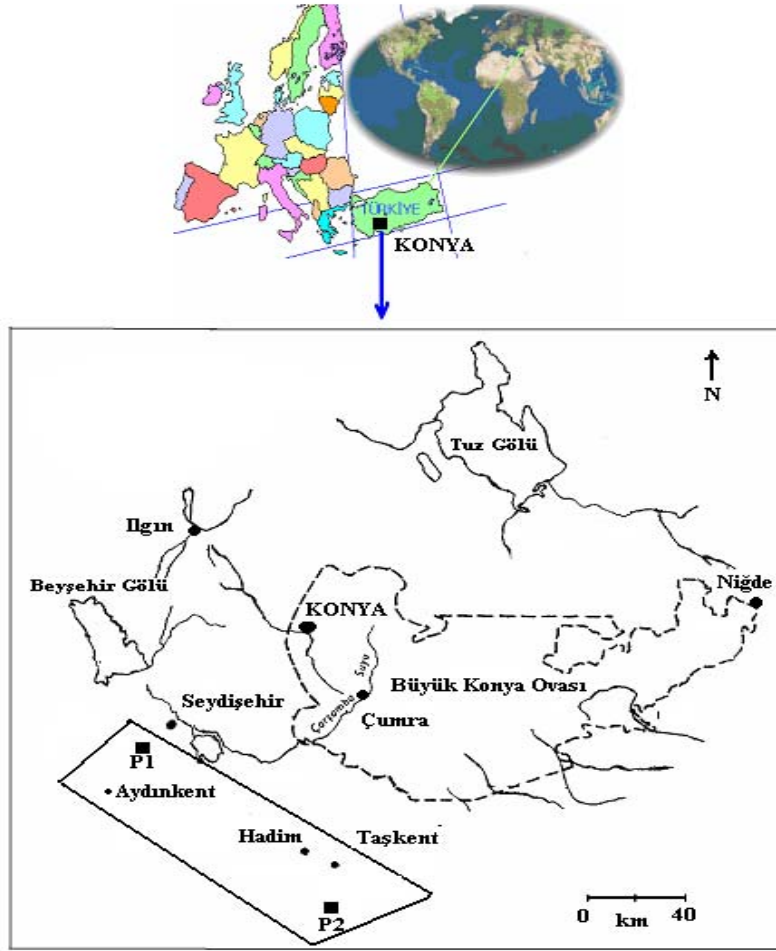 TÜRKİYE
KONYA
N
Tuz Gölü
Ilgın
Beyşehir Gölü
Niğde
KONYA
Çarşamba Suyu
Büyük Konya Ovası
Seydişehir
Çumra
P1
Aydınkent
Hadim
Taşkent
P2
0 km 40